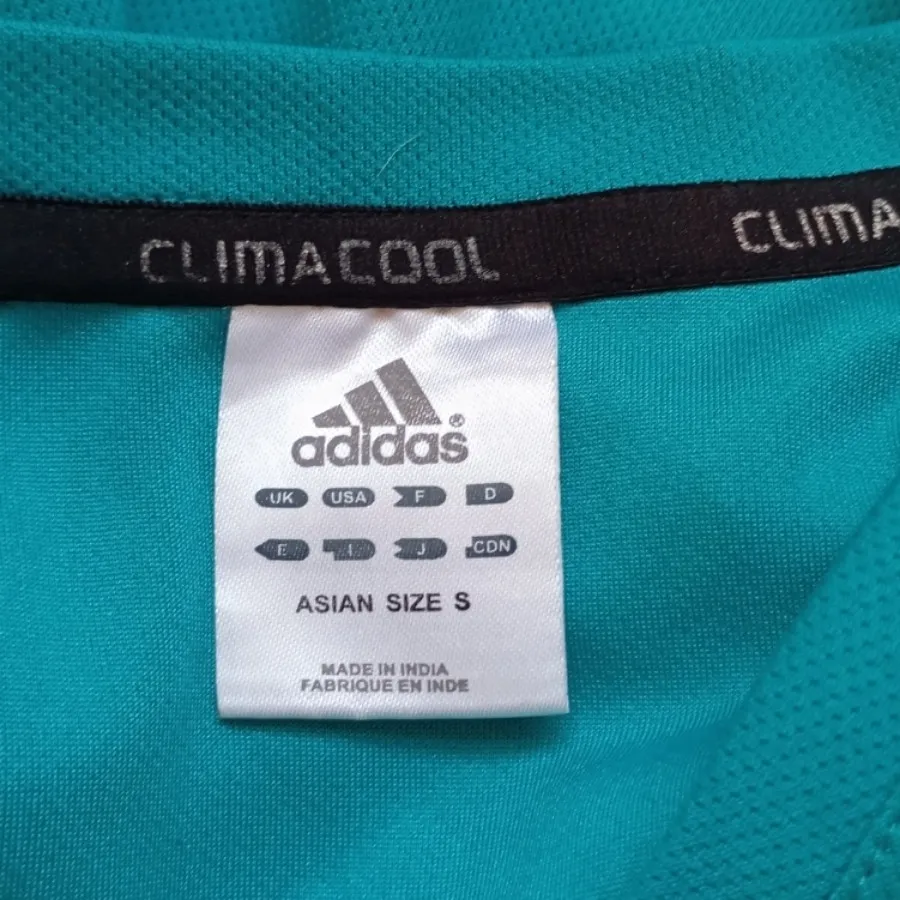 CLIMACOOL CLIMA
adidas®
UK USA F D
E I J CDN
ASIAN SIZE S
MADE IN INDIA
FABRIQUE EN INDE